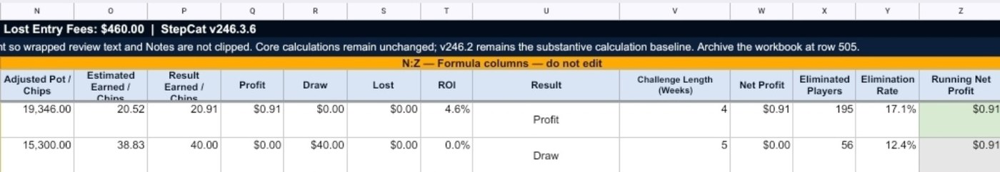 N O P Q R S T U V W X Y Z
Lost Entry Fees: $460.00 | StepCat v246.3.6
nt so wrapped review text and Notes are not clipped. Core calculations remain unchanged; v246.2 remains the substantive calculation baseline. Archive the workbook at row 505.
N:Z — Formula columns — do not edit
Adjusted Pot / Chips Estimated Earned / Chips Result Earned / Chips Profit Draw Lost ROI Result Challenge Length (Weeks) Net Profit Eliminated Players Elimination Rate Running Net Profit
19,346.00 20.52 20.91 $0.91 $0.00 $0.00 4.6% Profit 4 $0.91 195 17.1% $0.91
15,300.00 38.83 40.00 $0.00 $40.00 $0.00 0.0% Draw 5 $0.00 56 12.4% $0.91